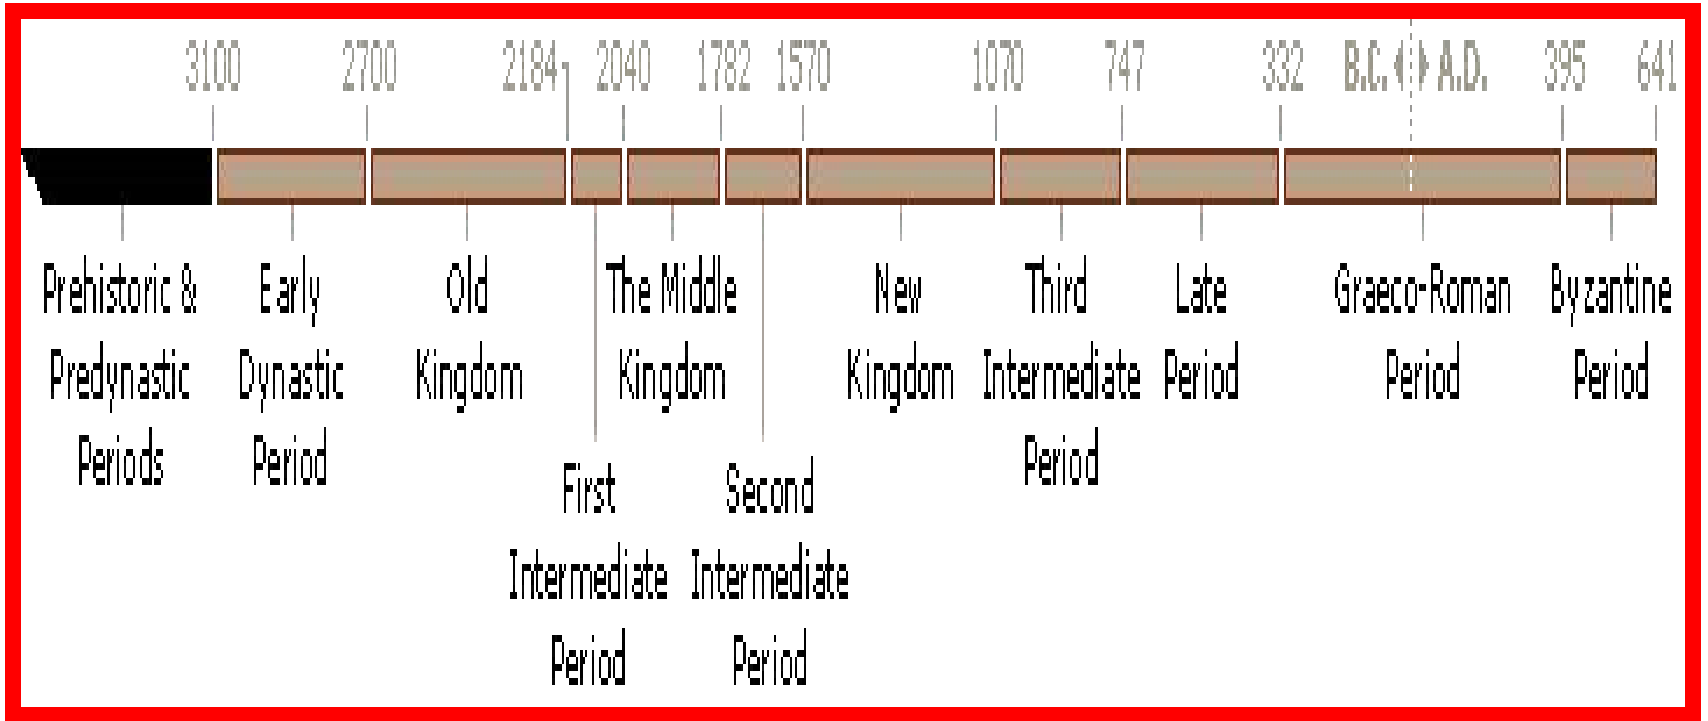 3100 2700 2184 2040 1782 1570 1070 747 332 B.C. A.D. 395 641
Prehistoric &
Predynastic
Periods
Early
Dynastic
Period
Old
Kingdom
First
Intermediate
Period
The Middle
Kingdom
Second
Intermediate
Period
New
Kingdom
Third
Intermediate
Period
Late
Period
Graeco-Roman
Period
Byzantine
Period